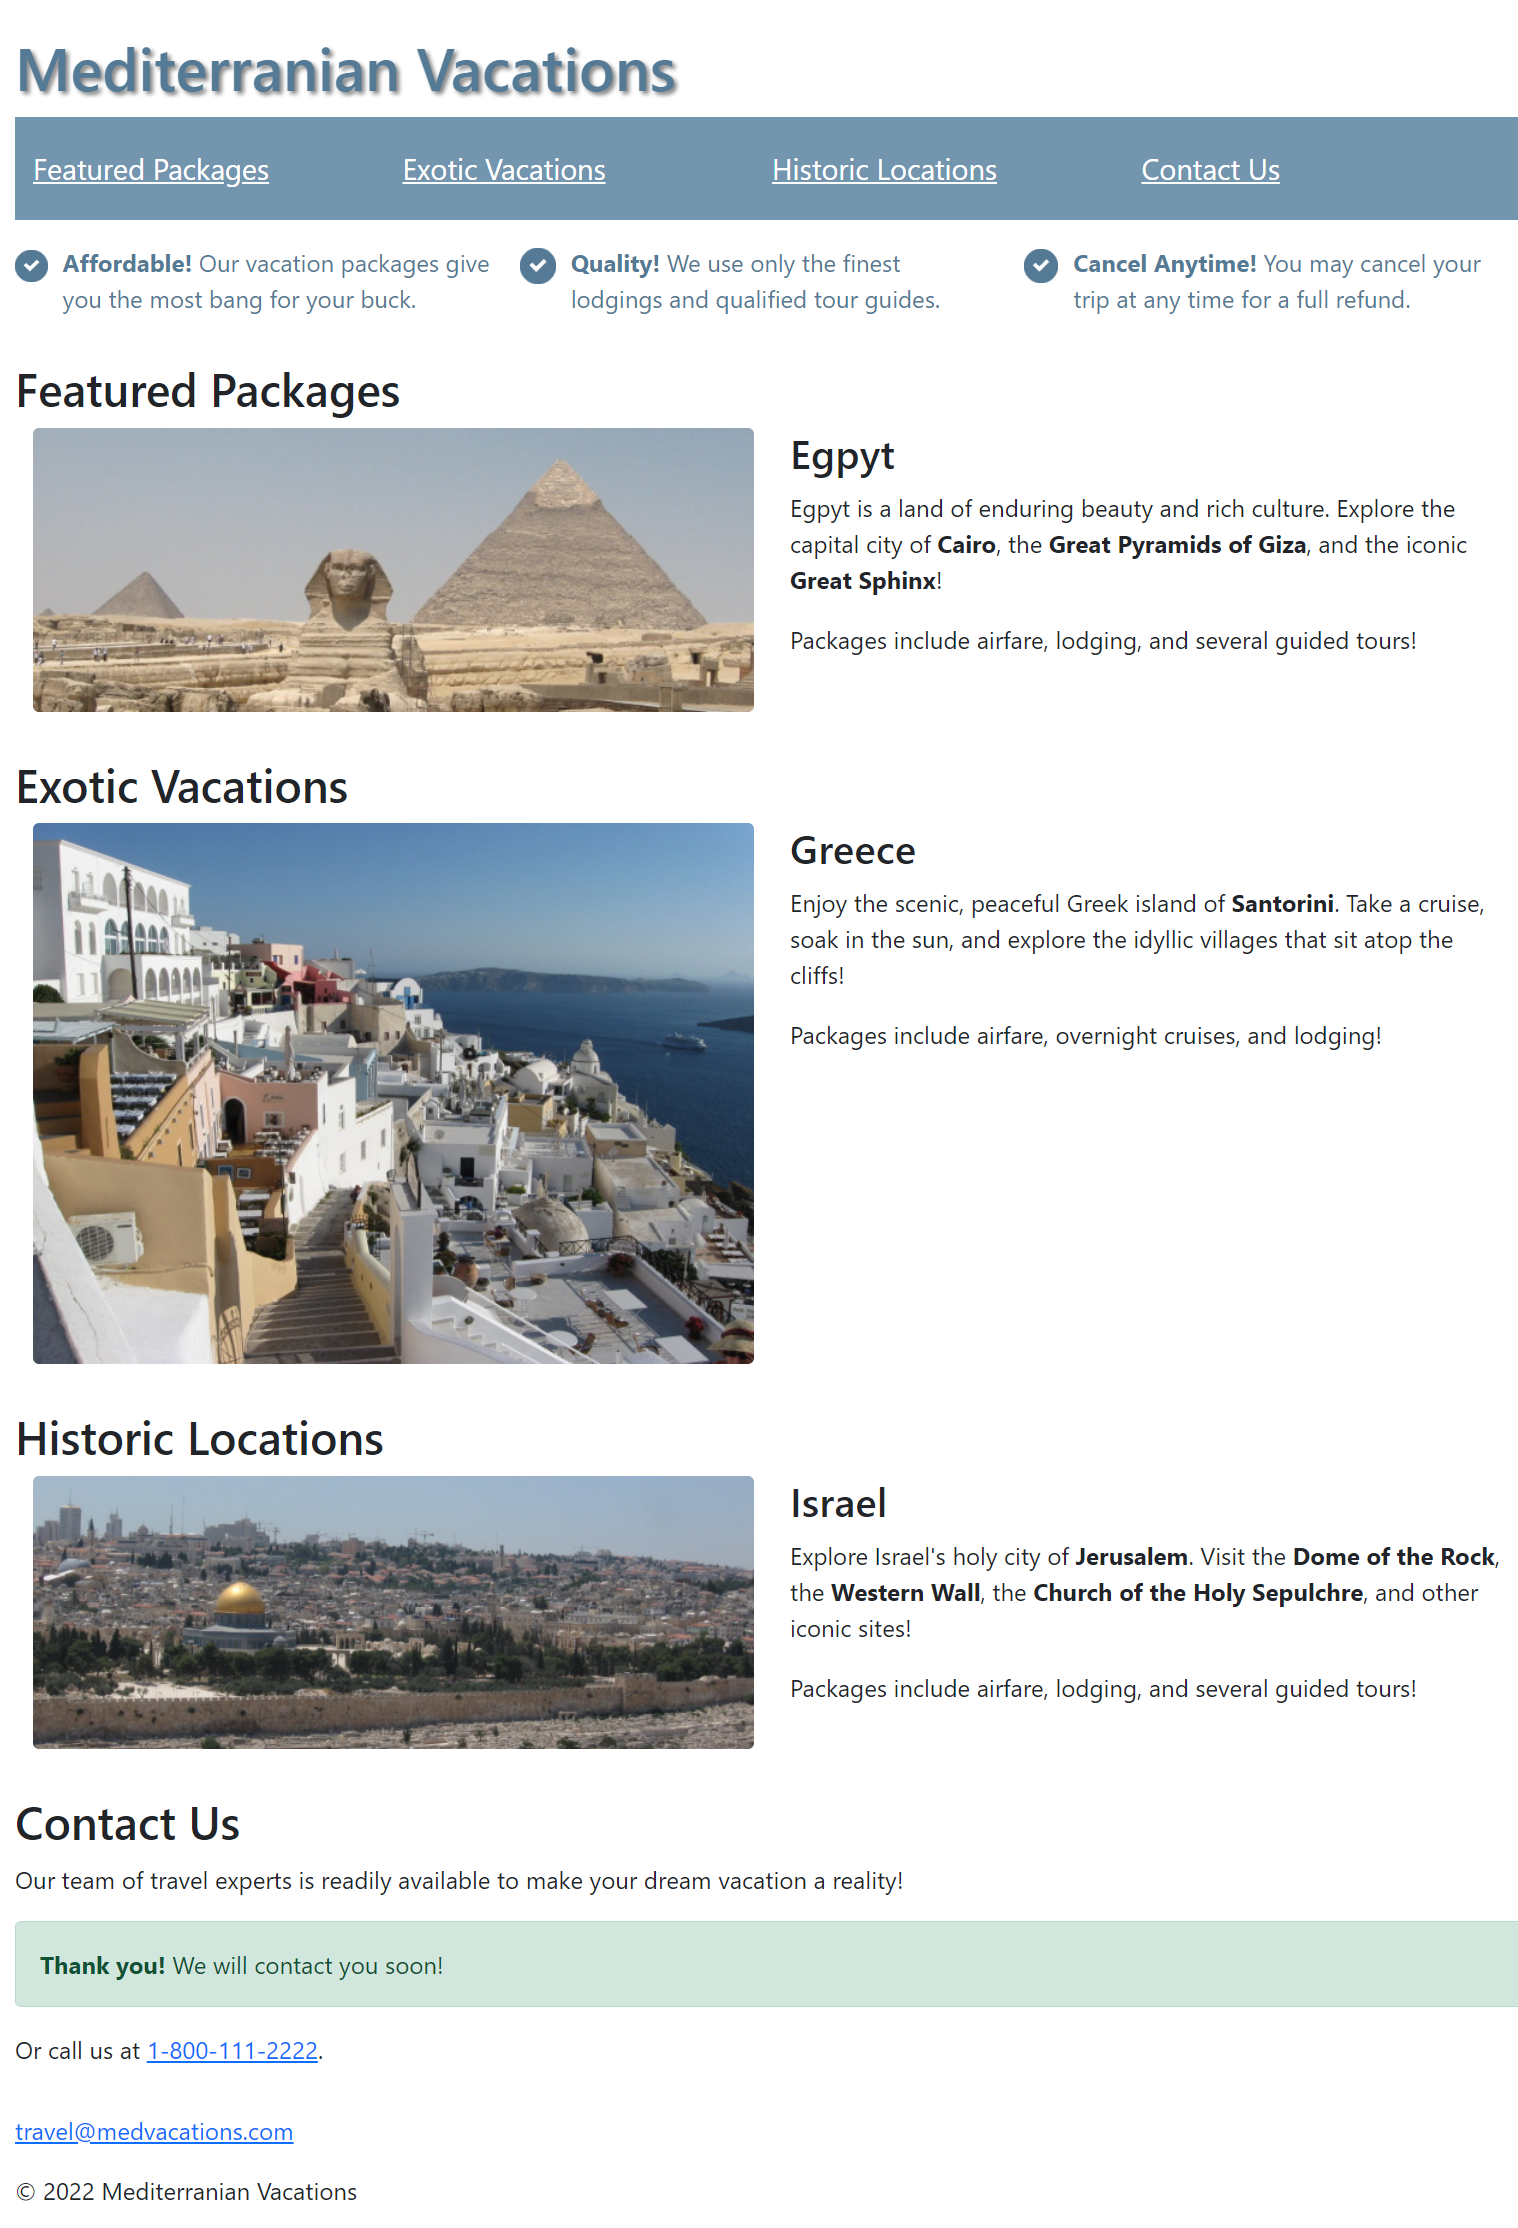 Mediterranian Vacations
Featured Packages
Exotic Vacations
Historic Locations
Contact Us
Affordable! Our vacation packages give
you the most bang for your buck.
Quality! We use only the finest
lodgings and qualified tour guides.
Cancel Anytime! You may cancel your
trip at any time for a full refund.
Featured Packages
Egpyt
Egpyt is a land of enduring beauty and rich culture. Explore the
capital city of Cairo, the Great Pyramids of Giza, and the iconic
Great Sphinx!
Packages include airfare, lodging, and several guided tours!
Exotic Vacations
Greece
Enjoy the scenic, peaceful Greek island of Santorini. Take a cruise,
soak in the sun, and explore the idyllic villages that sit atop the
cliffs!
Packages include airfare, overnight cruises, and lodging!
Historic Locations
Israel
Explore Israel's holy city of Jerusalem. Visit the Dome of the Rock,
the Western Wall, the Church of the Holy Sepulchre, and other
iconic sites!
Packages include airfare, lodging, and several guided tours!
Contact Us
Our team of travel experts is readily available to make your dream vacation a reality!
Thank you! We will contact you soon!
Or call us at 1-800-111-2222.
travel@medvacations.com
© 2022 Mediterranian Vacations